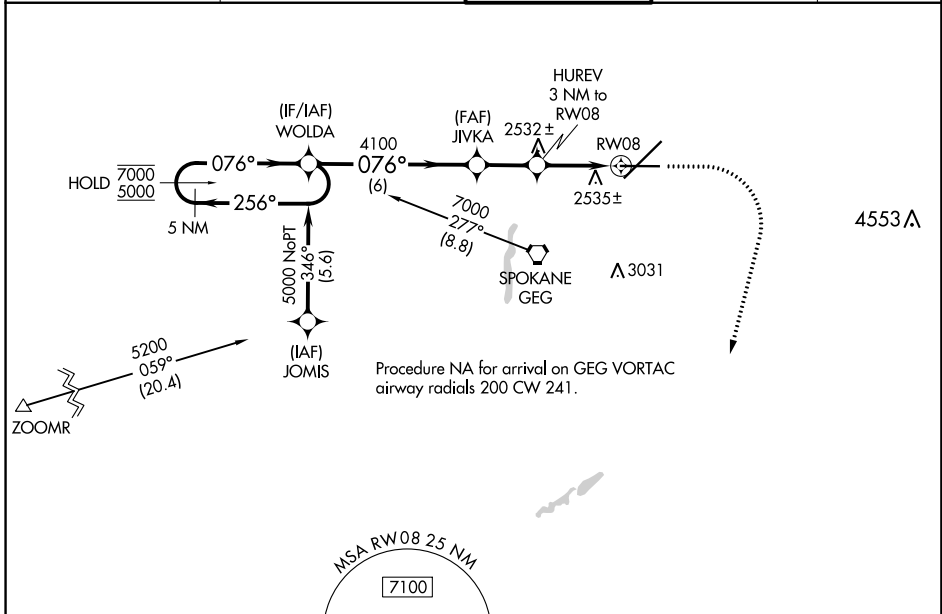 HUREV
3 NM to
RW08
(IF/IAF)
WOLDA
(FAF)
JIVKA
2532±
RW08
4100
076°
076°
(6)
HOLD
7000
5000
256°
5 NM
2535±
7000
277°
(8.8)
4553
5000 NoPT
346°
(5.6)
SPOKANE
GEG
3031
(IAF)
JOMIS
5200
059°
(20.4)
ZOOMR
Procedure NA for arrival on GEG VORTAC
airway radials 200 CW 241.
MSA RW08 25 NM
7100